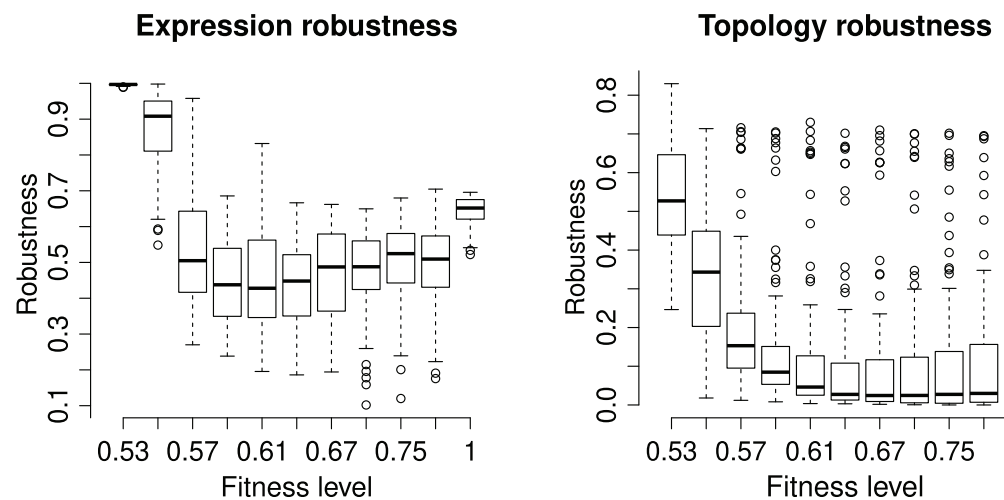 Expression robustness
Robustness
0.1 0.3 0.5 0.7 0.9
0.53 0.57 0.61 0.67 0.75 1
Fitness level
Topology robustness
Robustness
0.0 0.2 0.4 0.6 0.8
0.53 0.57 0.61 0.67 0.75
Fitness level